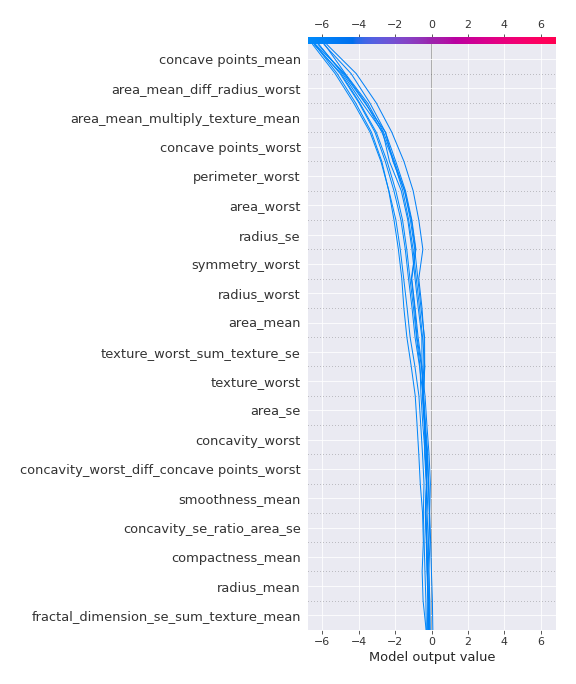 −6 −4 −2 0 2 4 6
concave points_mean
area_mean_diff_radius_worst
area_mean_multiply_texture_mean
concave points_worst
perimeter_worst
area_worst
radius_se
symmetry_worst
radius_worst
area_mean
texture_worst_sum_texture_se
texture_worst
area_se
concavity_worst
concavity_worst_diff_concave points_worst
smoothness_mean
concavity_se_ratio_area_se
compactness_mean
radius_mean
fractal_dimension_se_sum_texture_mean
−6 −4 −2 0 2 4 6
Model output value